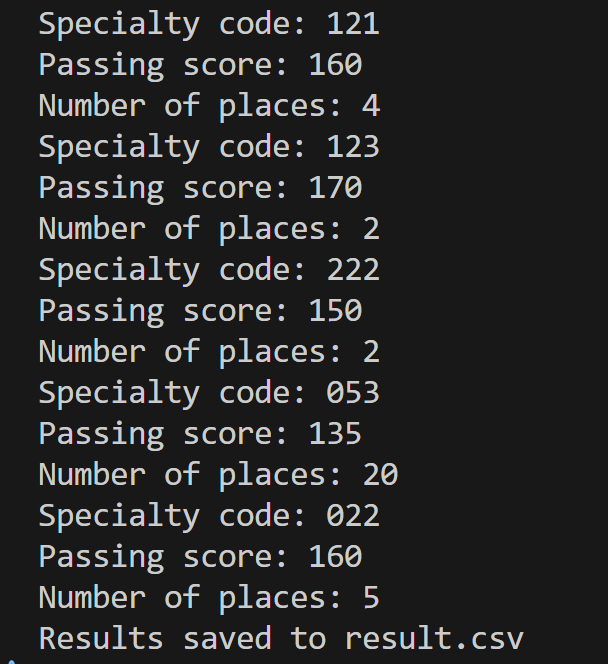 Specialty code: 121
Passing score: 160
Number of places: 4
Specialty code: 123
Passing score: 170
Number of places: 2
Specialty code: 222
Passing score: 150
Number of places: 2
Specialty code: 053
Passing score: 135
Number of places: 20
Specialty code: 022
Passing score: 160
Number of places: 5
Results saved to result.csv